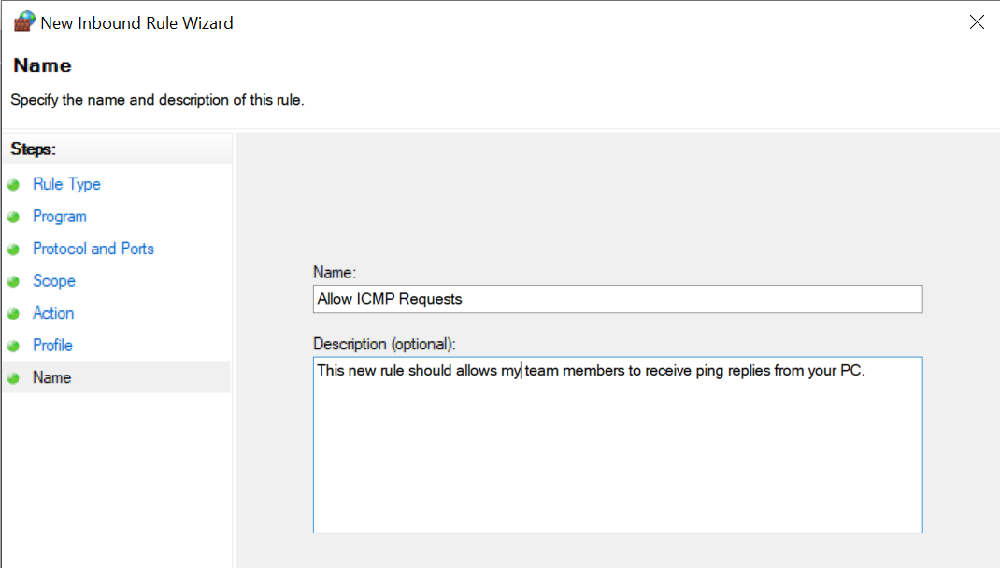 New Inbound Rule Wizard
Name
Specify the name and description of this rule.
Steps:
Rule Type
Program
Protocol and Ports
Scope
Action
Profile
Name
Name:
Allow ICMP Requests
Description (optional):
This new rule should allows my team members to receive ping replies from your PC.